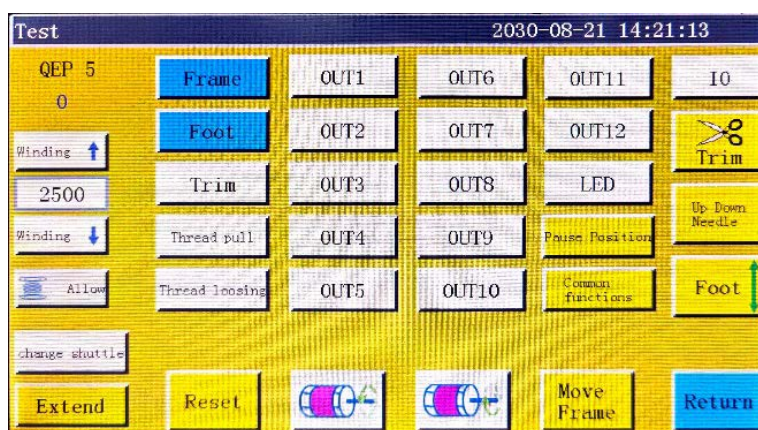 Test 2030-08-21 14:21:13
QEP 5
0
Winding
2500
Winding
Allow
change shuttle
Extend
Frame
Foot
Trim
Thread pull
Thread loosing
Reset
OUT1
OUT2
OUT3
OUT4
OUT5
OUT6
OUT7
OUT8
OUT9
OUT10
OUT11
OUT12
LED
Pause Position
Common
functions
Move
Frame
IO
Trim
Up Down
Needle
Foot
Return